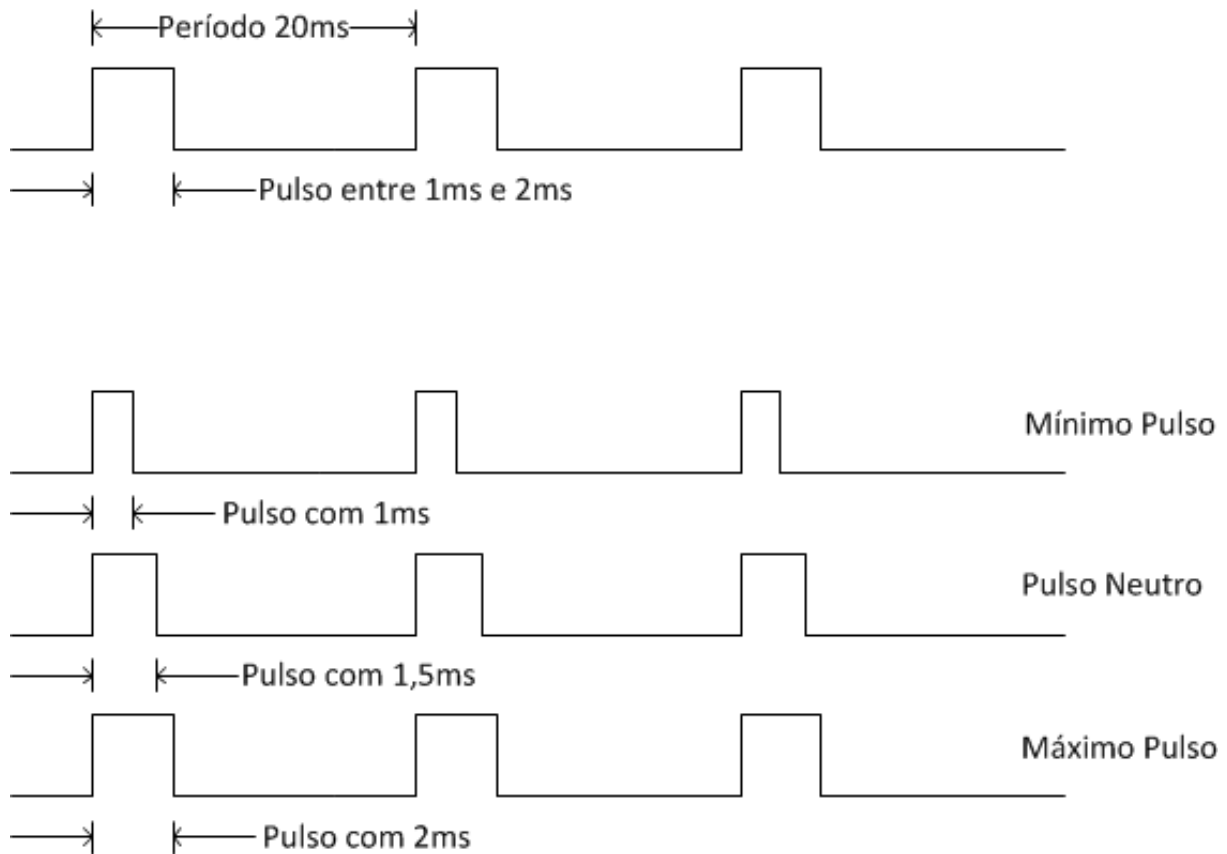 Período 20ms
Pulso entre 1ms e 2ms
Mínimo Pulso
Pulso com 1ms
Pulso Neutro
Pulso com 1,5ms
Máximo Pulso
Pulso com 2ms